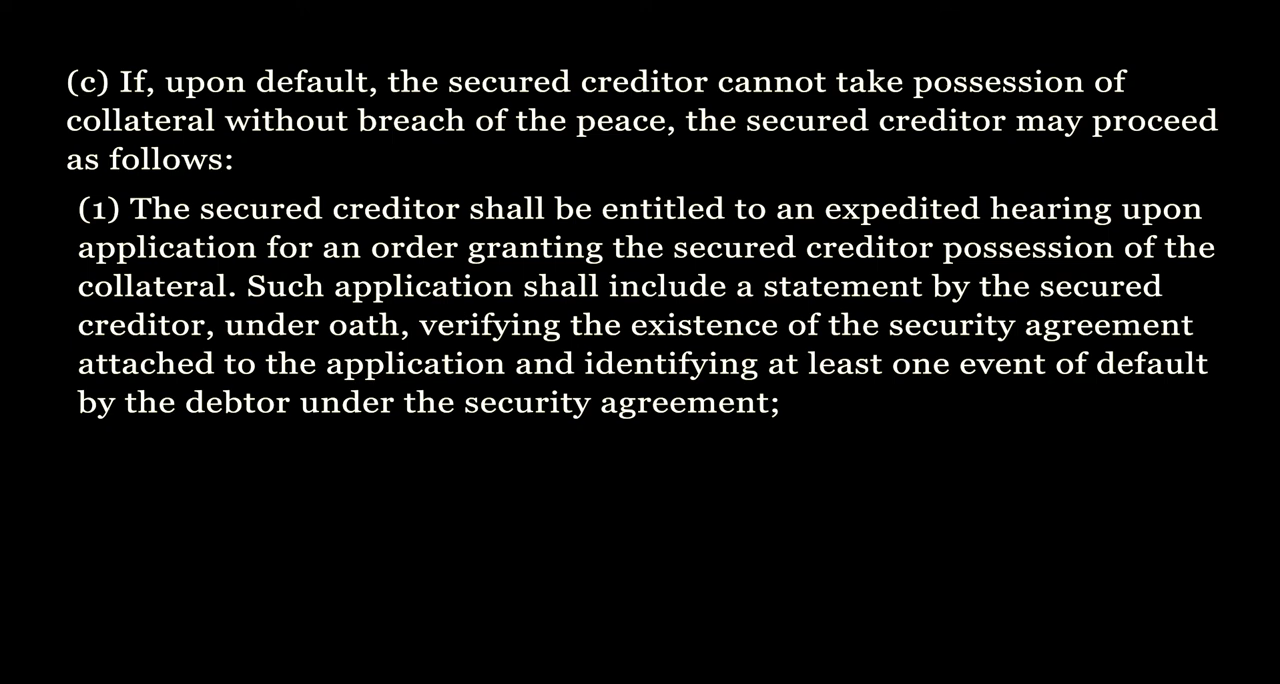 (c) If, upon default, the secured creditor cannot take possession of
collateral without breach of the peace, the secured creditor may proceed
as follows:
(1) The secured creditor shall be entitled to an expedited hearing upon
application for an order granting the secured creditor possession of the
collateral. Such application shall include a statement by the secured
creditor, under oath, verifying the existence of the security agreement
attached to the application and identifying at least one event of default
by the debtor under the security agreement;